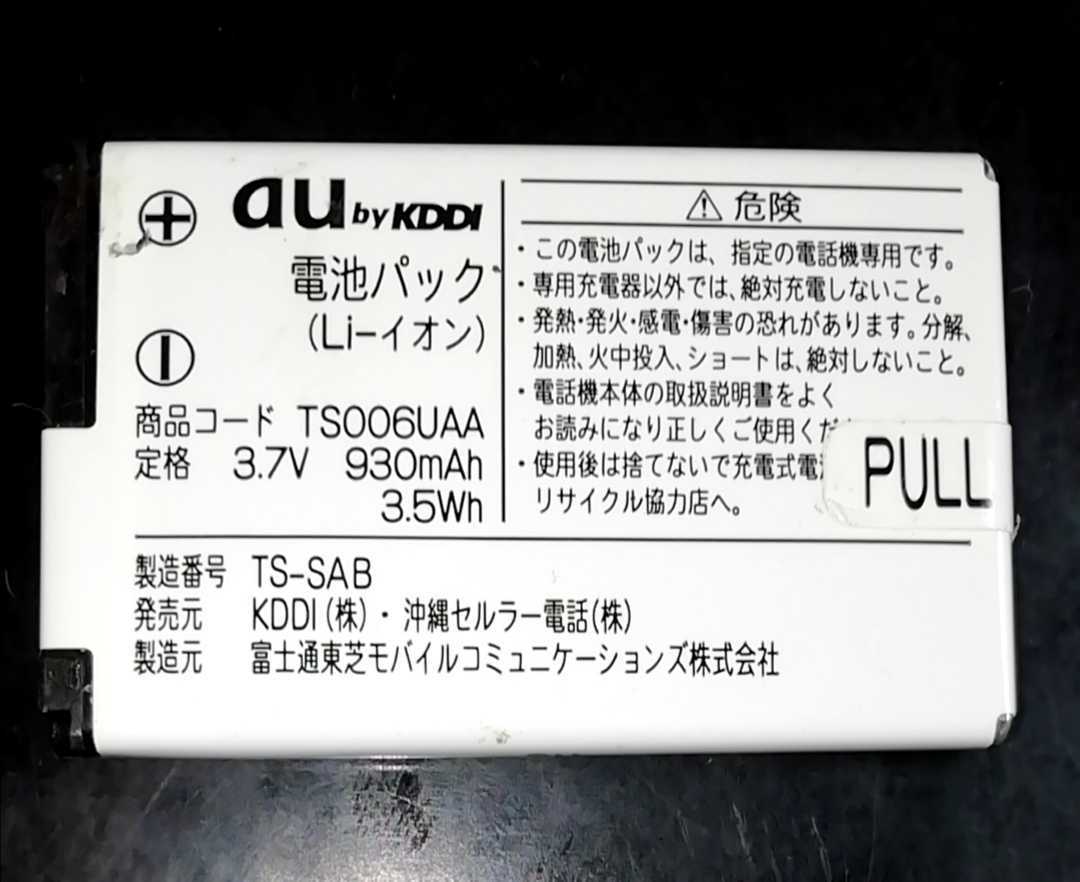 au by KDDI
電池パック
(Li-イオン)
商品コード TS006UAA
定格 3.7V 930mAh
3.5Wh
⚠危険
・この電池パックは、指定の電話機専用です。
・専用充電器以外では、絶対充電しないこと。
・発熱・発火・感電・傷害の恐れがあります。分解、
加熱、火中投入、ショートは、絶対しないこと。
・電話機本体の取扱説明書をよく
お読みになり正しくご使用くだ
・使用後は捨てないで充電式電
リサイクル協力店へ。
PULL
製造番号 TS-SAB
発売元 KDDI(株)・沖縄セルラー電話(株)
製造元 富士通東芝モバイルコミュニケーションズ株式会社